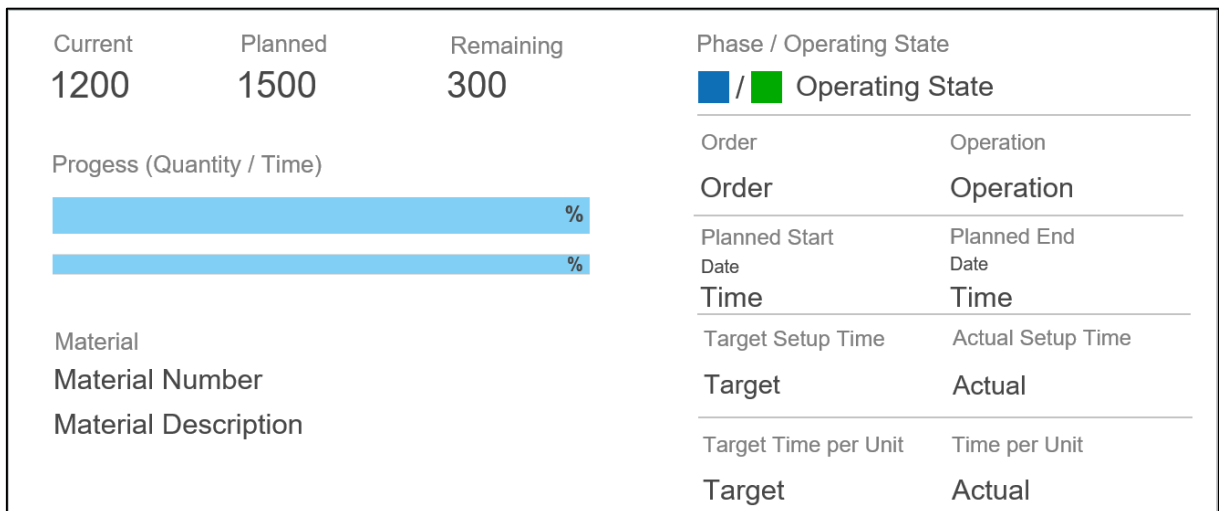 Current Planned Remaining
1200 1500 300
Progess (Quantity / Time)
%
%
Material
Material Number
Material Description
Phase / Operating State
/ Operating State
Order Operation
Order Operation
Planned Start Planned End
Date Date
Time Time
Target Setup Time Actual Setup Time
Target Actual
Target Time per Unit Time per Unit
Target Actual